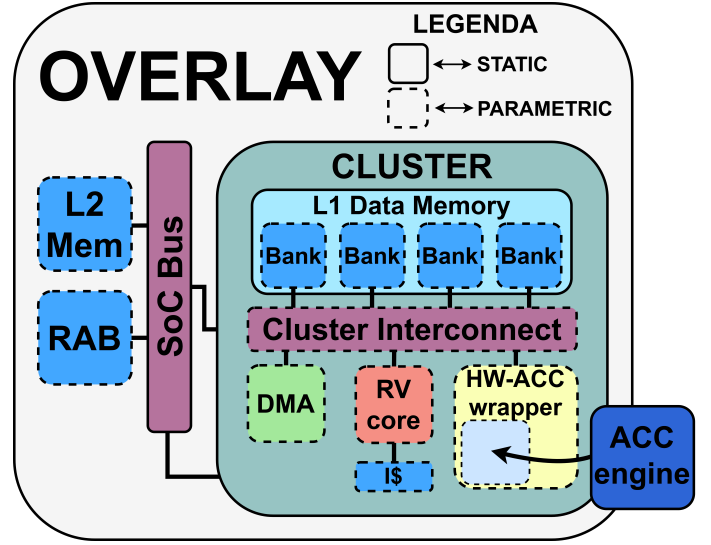 LEGENDA
OVERLAY
STATIC
PARAMETRIC
CLUSTER
L1 Data Memory
Bank Bank Bank Bank
L2
Mem
RAB
SoC Bus
Cluster Interconnect
DMA
RV
core
I$
HW-ACC
wrapper
ACC
engine